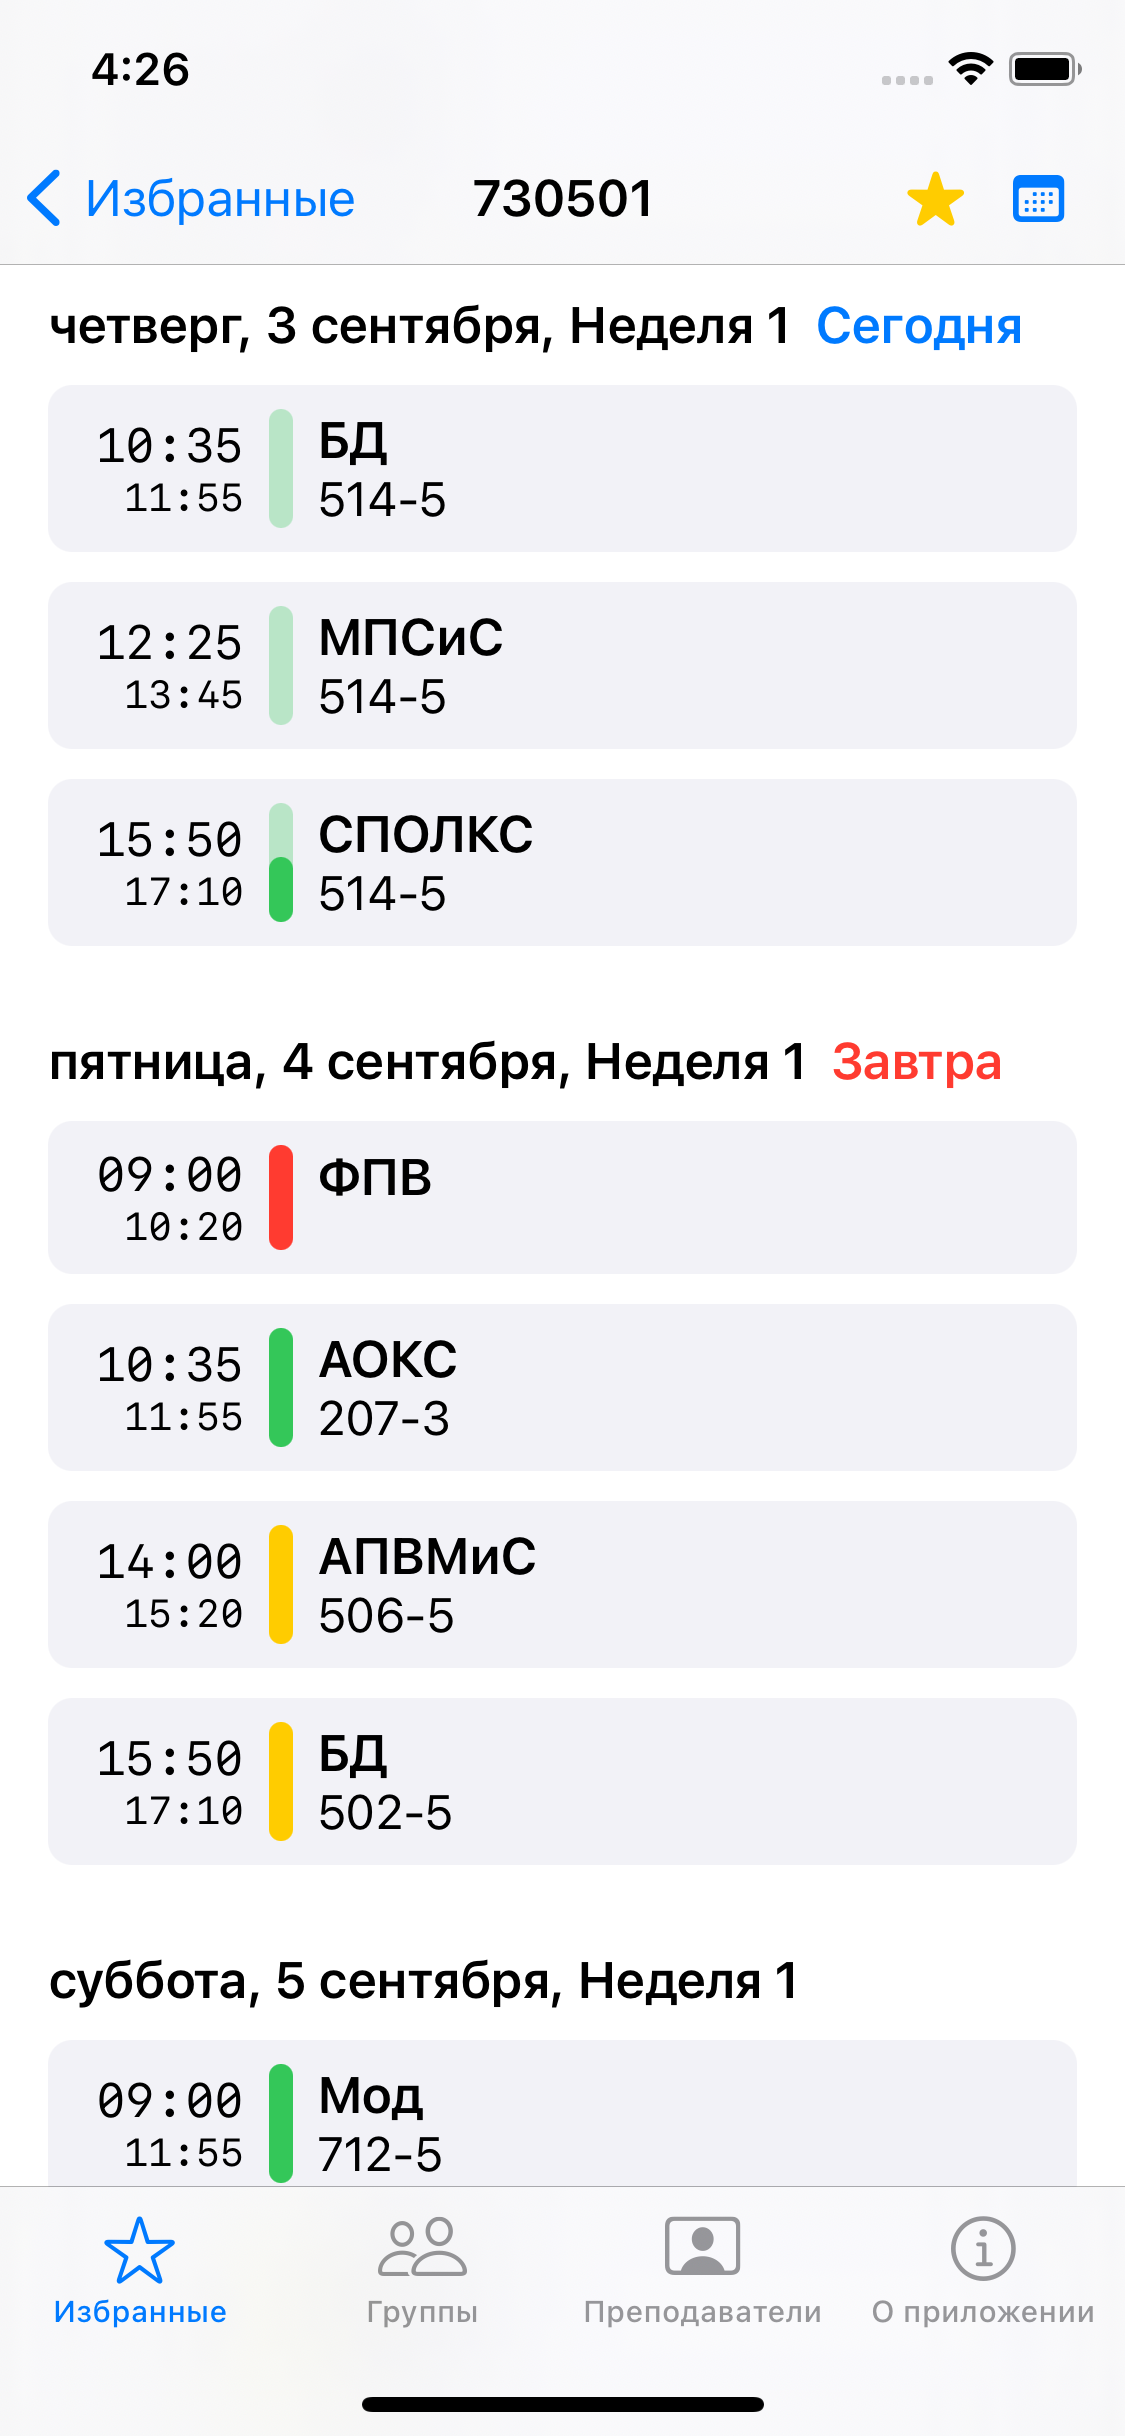 4:26
Избранные 730501
четверг, 3 сентября, Неделя 1 Сегодня
10:35 БД
11:55 514-5
12:25 МПСиС
13:45 514-5
15:50 СПОЛКС
17:10 514-5
пятница, 4 сентября, Неделя 1 Завтра
09:00 ФПВ
10:20
10:35 АОКС
11:55 207-3
14:00 АПВМиС
15:20 506-5
15:50 БД
17:10 502-5
суббота, 5 сентября, Неделя 1
09:00 Мод
11:55 712-5
Избранные Группы Преподаватели О приложении